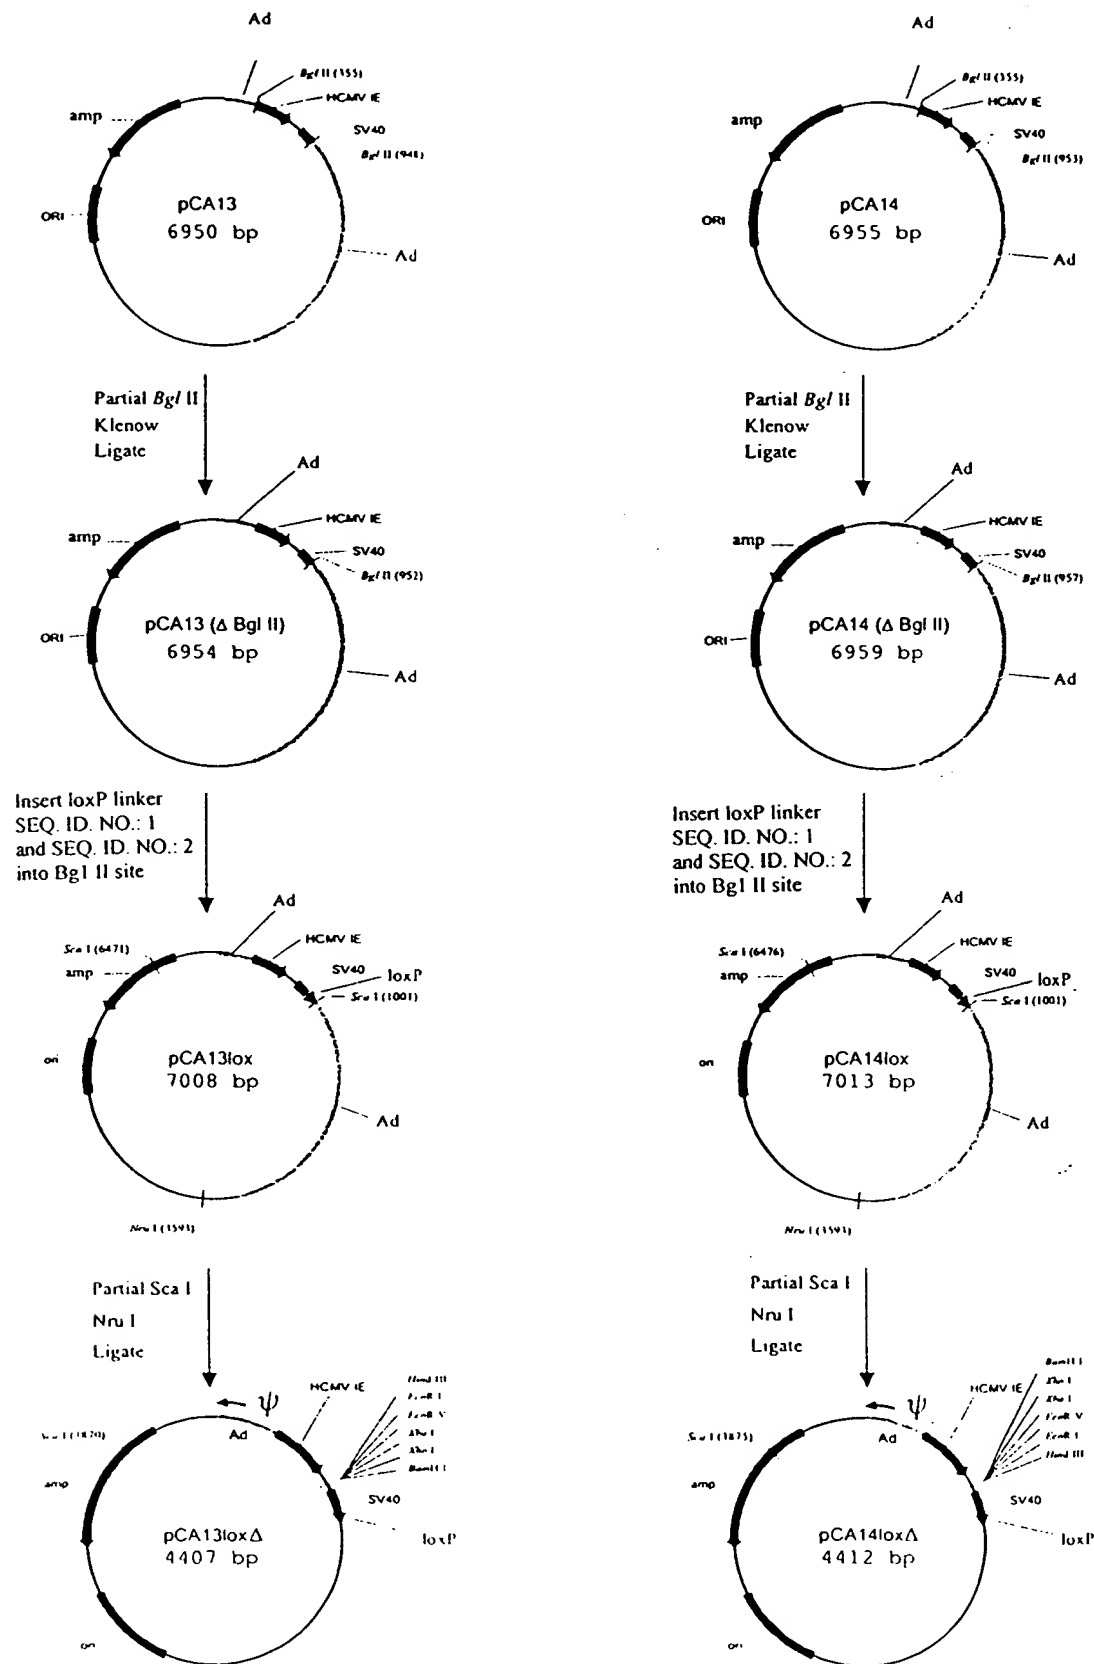 Ad
Ad
Bgl II (355)
HCMV IE
amp
SV40
Bgl II (948)
pCA13
6950 bp
ORI
Ad
Bgl II (355)
HCMV IE
amp
SV40
Bgl II (953)
pCA14
6955 bp
ORI
Ad
Partial Bgl II
Klenow
Ligate
Partial Bgl II
Klenow
Ligate
Ad
HCMV IE
amp
SV40
Bgl II (952)
pCA13 (Δ Bgl II)
6954 bp
ORI
Ad
Ad
HCMV IE
amp
SV40
Bgl II (957)
pCA14 (Δ Bgl II)
6959 bp
ORI
Ad
Insert loxP linker
SEQ. ID. NO.: 1
and SEQ. ID. NO.: 2
into Bgl II site
Insert loxP linker
SEQ. ID. NO.: 1
and SEQ. ID. NO.: 2
into Bgl II site
Ad
Sca I (6471)
HCMV IE
amp
SV40
loxP
Sca I (1001)
ori
pCA13lox
7008 bp
Ad
Nru I (3593)
Ad
Sca I (6476)
HCMV IE
amp
SV40
loxP
Sca I (1001)
ori
pCA14lox
7013 bp
Ad
Nru I (3593)
Partial Sca I
Nru I
Ligate
Partial Sca I
Nru I
Ligate
ψ
HCMV IE
Hind III
EcoR I
EcoR V
Xba I
Xho I
BamH I
Ad
Sca I (3870)
amp
SV40
loxP
pCA13loxΔ
4407 bp
ori
ψ
HCMV IE
BamH I
Xho I
Xba I
EcoR V
EcoR I
Hind III
Ad
Sca I (3875)
amp
SV40
loxP
pCA14loxΔ
4412 bp
ori